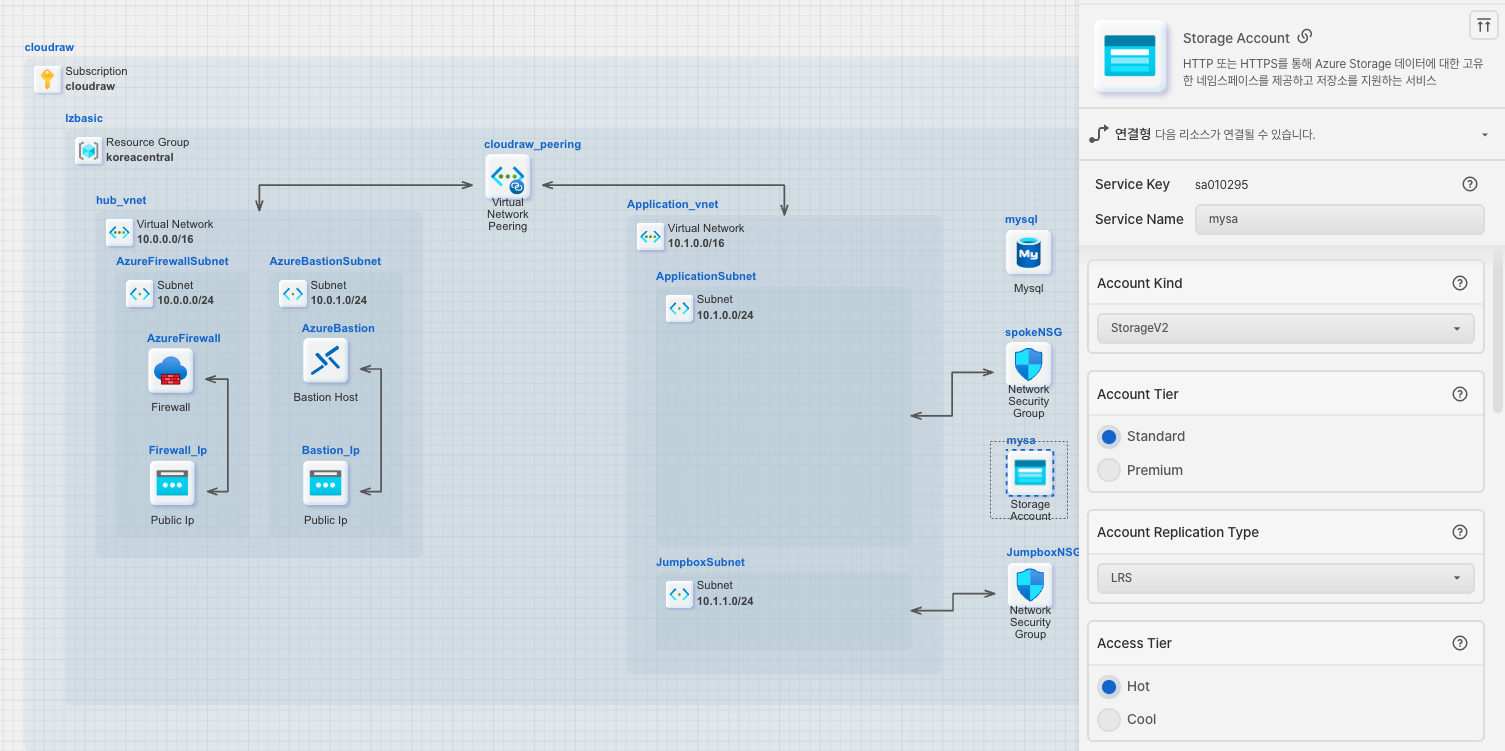 cloudraw
Subscription
cloudraw
lzbasic
Resource Group
koreacentral
hub_vnet
Virtual Network
10.0.0.0/16
AzureFirewallSubnet
Subnet
10.0.0.0/24
AzureFirewall
Firewall
Firewall_Ip
Public Ip
AzureBastionSubnet
Subnet
10.0.1.0/24
AzureBastion
Bastion Host
Bastion_Ip
Public Ip
cloudraw_peering
Virtual
Network
Peering
Application_vnet
Virtual Network
10.1.0.0/16
ApplicationSubnet
Subnet
10.1.0.0/24
JumpboxSubnet
Subnet
10.1.1.0/24
mysql
My
Mysql
spokeNSG
Network
Security
Group
mysa
Storage
Account
JumpboxNSG
Network
Security
Group
Storage Account
HTTP 또는 HTTPS를 통해 Azure Storage 데이터에 대한 고유
한 네임스페이스를 제공하고 저장소를 지원하는 서비스
연결형 다음 리소스가 연결될 수 있습니다.
Service Key sa010295
Service Name mysa
Account Kind
StorageV2
Account Tier
Standard
Premium
Account Replication Type
LRS
Access Tier
Hot
Cool